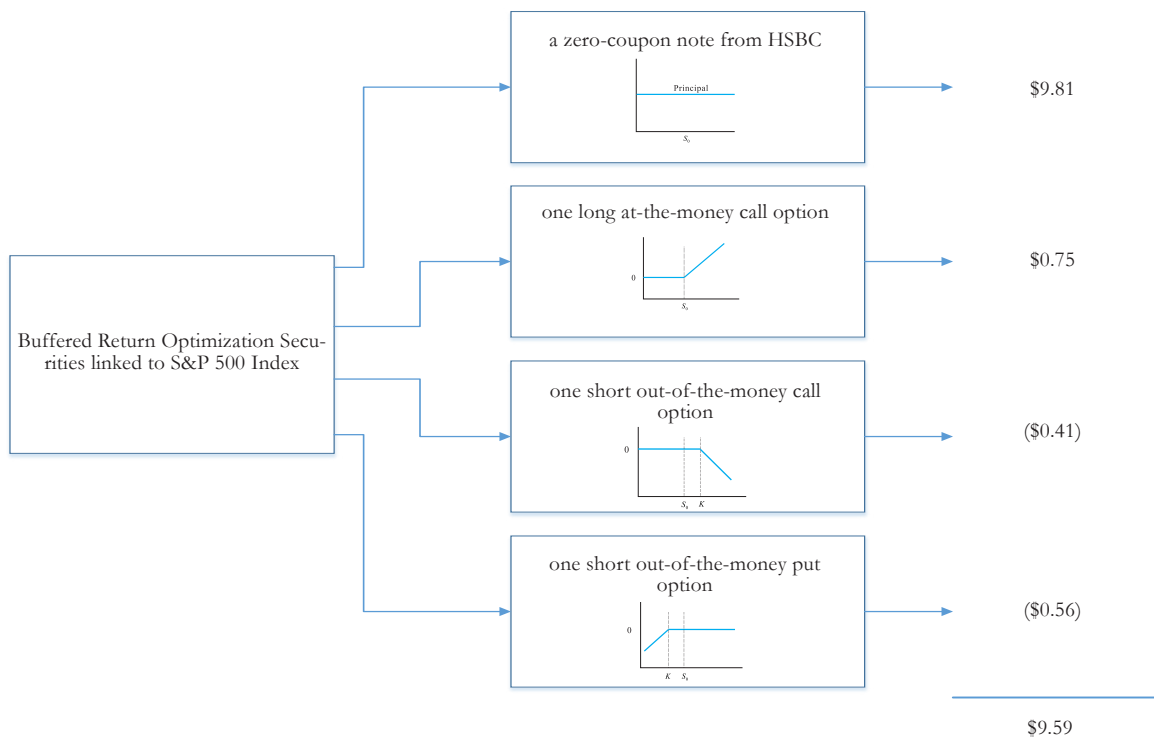 a zero-coupon note from HSBC
Principal
S₀
$9.81
one long at-the-money call option
0
S₀
$0.75
Buffered Return Optimization Secu-
rities linked to S&P 500 Index
one short out-of-the-money call
option
0
S₀ K
($0.41)
one short out-of-the-money put
option
0
K S₀
($0.56)
$9.59